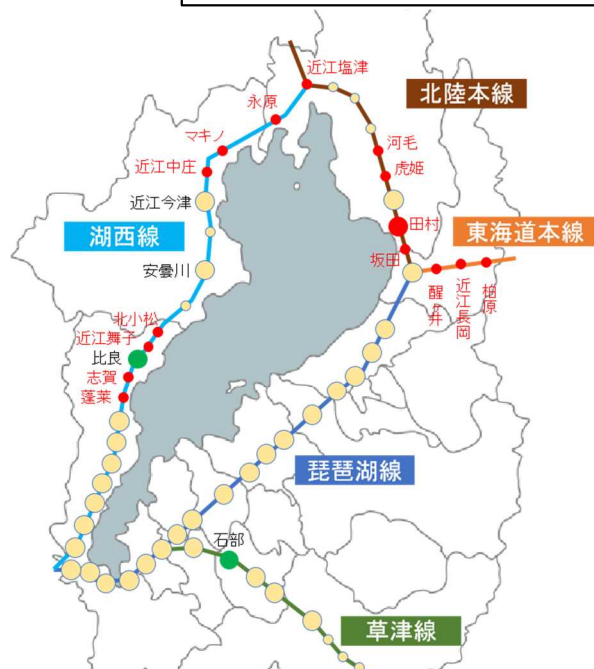 近江塩津
北陸本線
永原
マキノ
河毛
近江中庄
虎姫
近江今津
田村
東海道本線
湖西線
坂田
安曇川
醒ヶ井
近江長岡
柏原
北小松
近江舞子
比良
志賀
蓬莱
琵琶湖線
石部
草津線